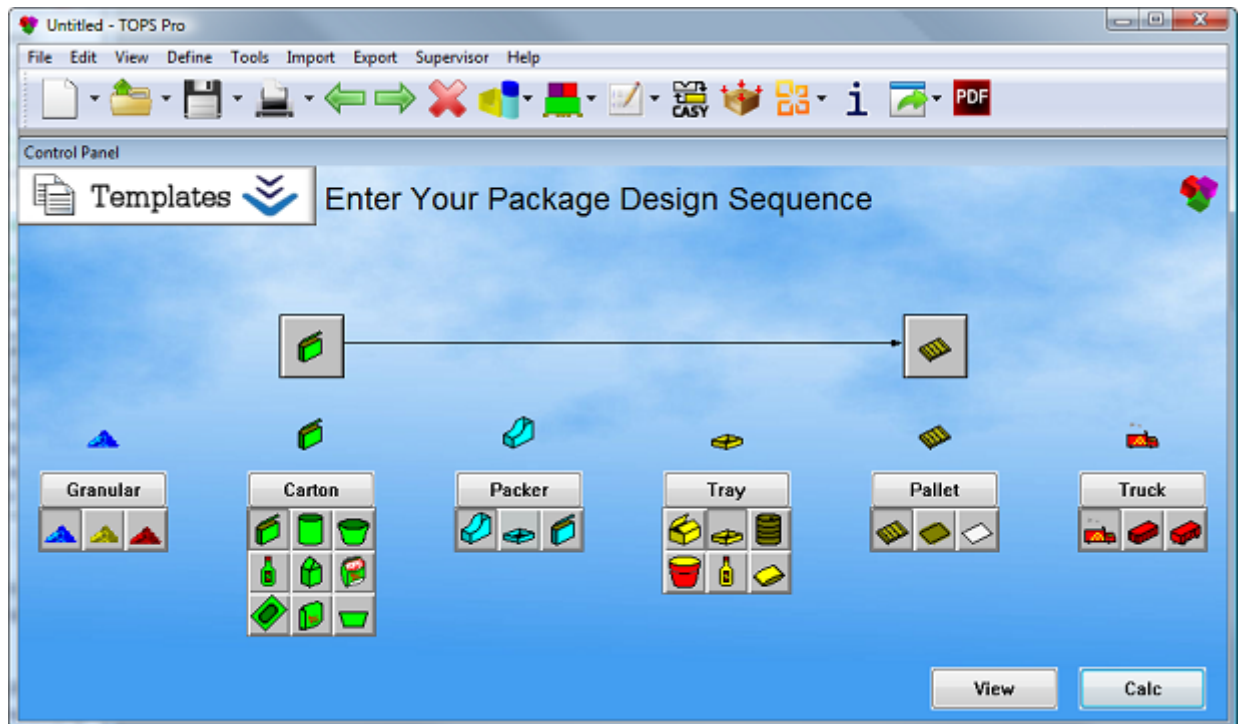 Untitled - TOPS Pro
File Edit View Define Tools Import Export Supervisor Help
EASY i PDF
Control Panel
Templates Enter Your Package Design Sequence
Granular Carton Packer Tray Pallet Truck
View Calc